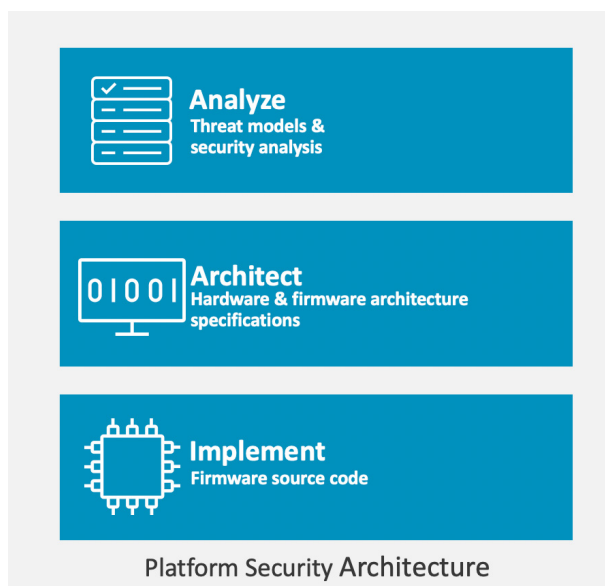 Analyze
Threat models &
security analysis
01001
Architect
Hardware & firmware architecture
specifications
Implement
Firmware source code
Platform Security Architecture